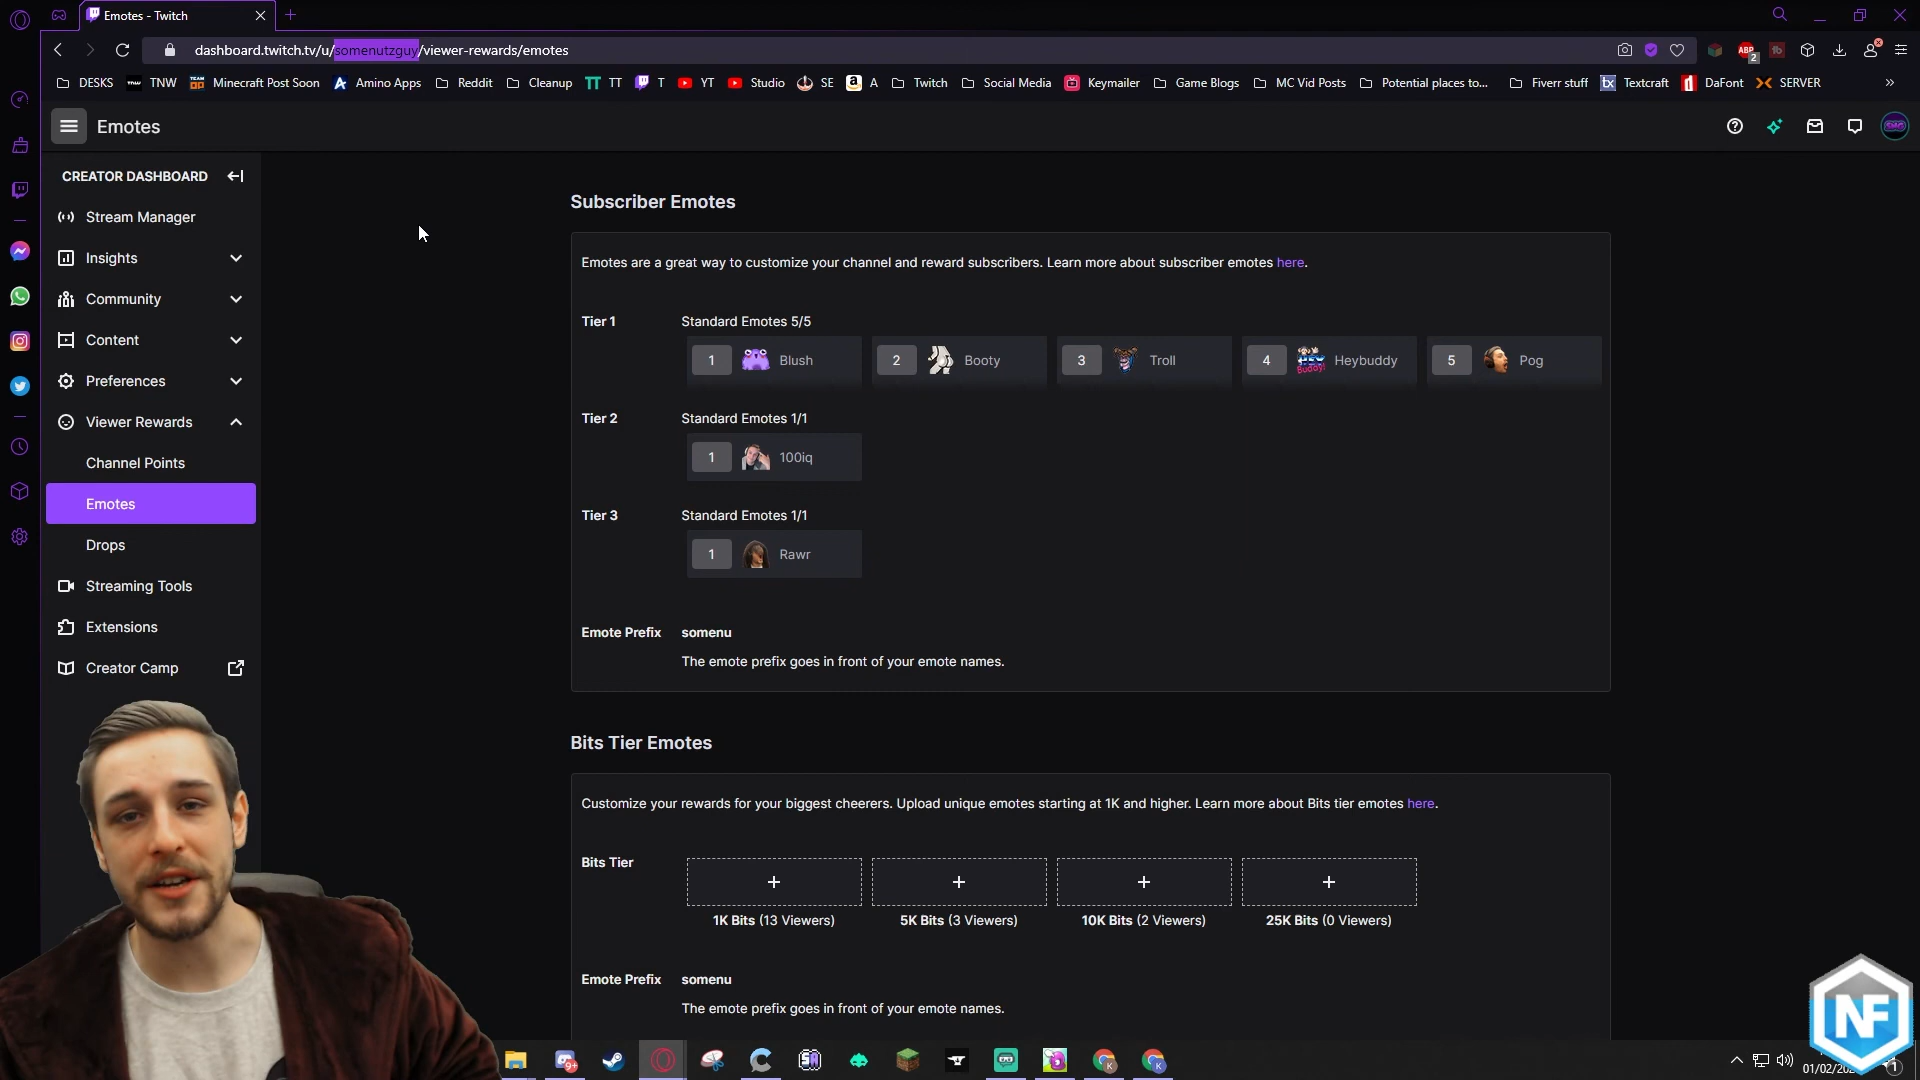 Emotes - Twitch
dashboard.twitch.tv/u/somenutzguy/viewer-rewards/emotes
ABP
2
DESKS
TNW
Minecraft Post Soon
Amino Apps
Reddit
Cleanup
TT
T
YT
Studio
SE
A
Twitch
Social Media
Keymailer
Game Blogs
MC Vid Posts
Potential places to...
Fiverr stuff
Textcraft
DaFont
SERVER
Emotes
CREATOR DASHBOARD
Stream Manager
Insights
Community
Content
Preferences
Viewer Rewards
Channel Points
Emotes
Drops
Streaming Tools
Extensions
Creator Camp
Subscriber Emotes
Emotes are a great way to customize your channel and reward subscribers. Learn more about subscriber emotes here.
Tier 1
Standard Emotes 5/5
1 Blush
2 Booty
3 Troll
4 Heybuddy
5 Pog
Tier 2
Standard Emotes 1/1
1 100iq
Tier 3
Standard Emotes 1/1
1 Rawr
Emote Prefix somenu
The emote prefix goes in front of your emote names.
Bits Tier Emotes
Customize your rewards for your biggest cheerers. Upload unique emotes starting at 1K and higher. Learn more about Bits tier emotes here.
Bits Tier
1K Bits (13 Viewers)
5K Bits (3 Viewers)
10K Bits (2 Viewers)
25K Bits (0 Viewers)
Emote Prefix somenu
The emote prefix goes in front of your emote names.
NF
9+
K
K
1